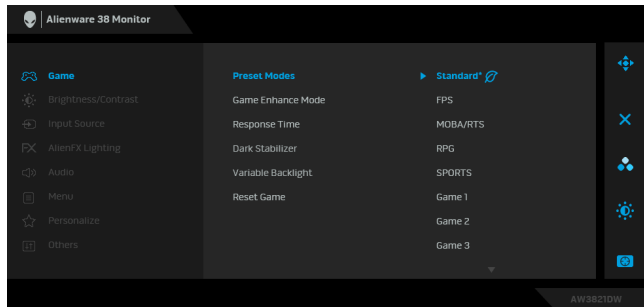 Alienware 38 Monitor
Game
Preset Modes
Standard*
Brightness/Contrast
Game Enhance Mode
FPS
Input Source
Response Time
MOBA/RTS
FX
AlienFX Lighting
Dark Stabilizer
RPG
Audio
Variable Backlight
SPORTS
Menu
Reset Game
Game 1
Personalize
Game 2
Others
Game 3
AW3821DW